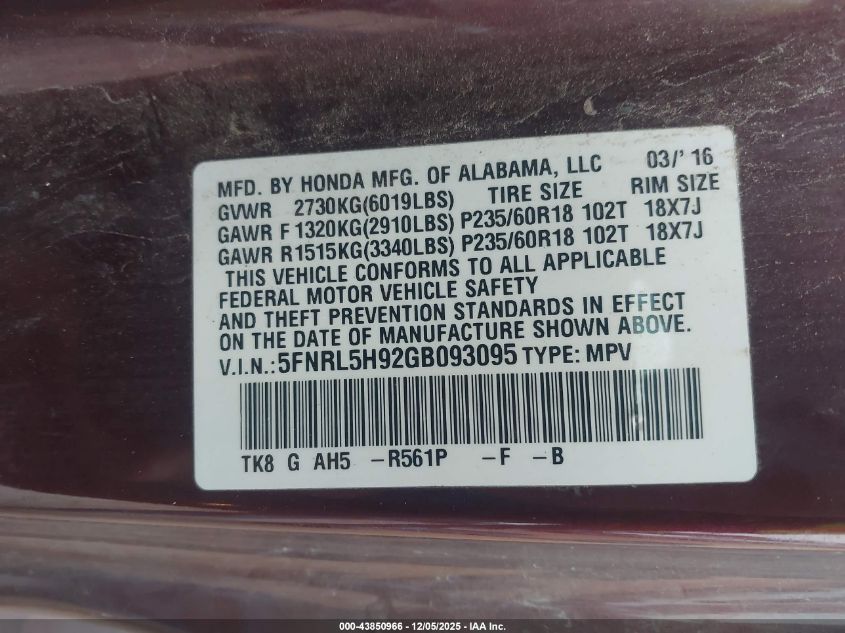 MFD. BY HONDA MFG. OF ALABAMA, LLC 03/' 16
GVWR 2730KG(6019LBS) TIRE SIZE RIM SIZE
GAWR F 1320KG(2910LBS) P235/60R18 102T 18X7J
GAWR R1515KG(3340LBS) P235/60R18 102T 18X7J
THIS VEHICLE CONFORMS TO ALL APPLICABLE
FEDERAL MOTOR VEHICLE SAFETY
AND THEFT PREVENTION STANDARDS IN EFFECT
ON THE DATE OF MANUFACTURE SHOWN ABOVE.
V.I.N.:5FNRL5H92GB093095 TYPE: MPV
TK8 G AH5 -R561P -F -B
000-43850966 - 12/05/2025 - IAA Inc.